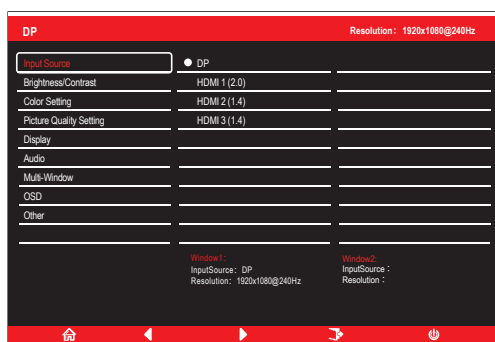 DP Resolution: 1920x1080@240Hz
Input Source DP
Brightness/Contrast HDMI 1 (2.0)
Color Setting HDMI 2 (1.4)
Picture Quality Setting HDMI 3 (1.4)
Display
Audio
Multi-Window
OSD
Other
Window1: Window2:
InputSource: DP InputSource :
Resolution: 1920x1080@240Hz Resolution :